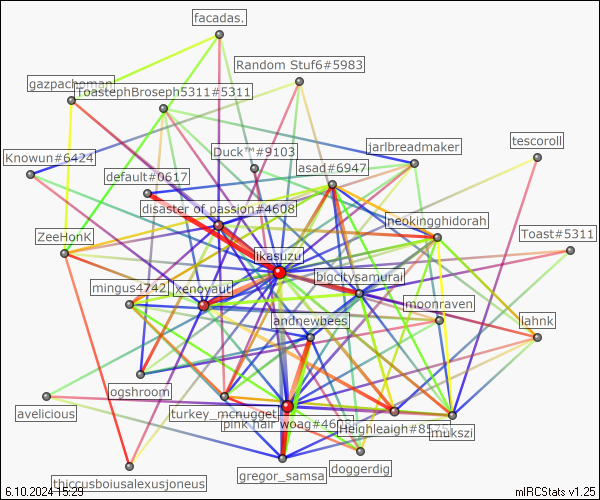 facadas.
Random Stuf6#5983
gazpachoman
ToastephBroseph5311#5311
tescoroll
jarlbreadmaker
Duck™#9103
Knowun#6424
asad#6947
default#0617
disaster of passion#4608
neokingghidorah
Toast#5311
ZeeHonK
ikasuzu
bigcitysamurai
mingus4742
xenoyaut
moonraven
lahnk
andnewbees
ogshroom
avelicious
turkey_mcnugget
pink hair woag#460
Heighleaigh#85
mukszi
doggerdig
gregor_samsa
thiccusboiusalexusjoneus
6.10.2024 15:29
mIRCStats v1.25